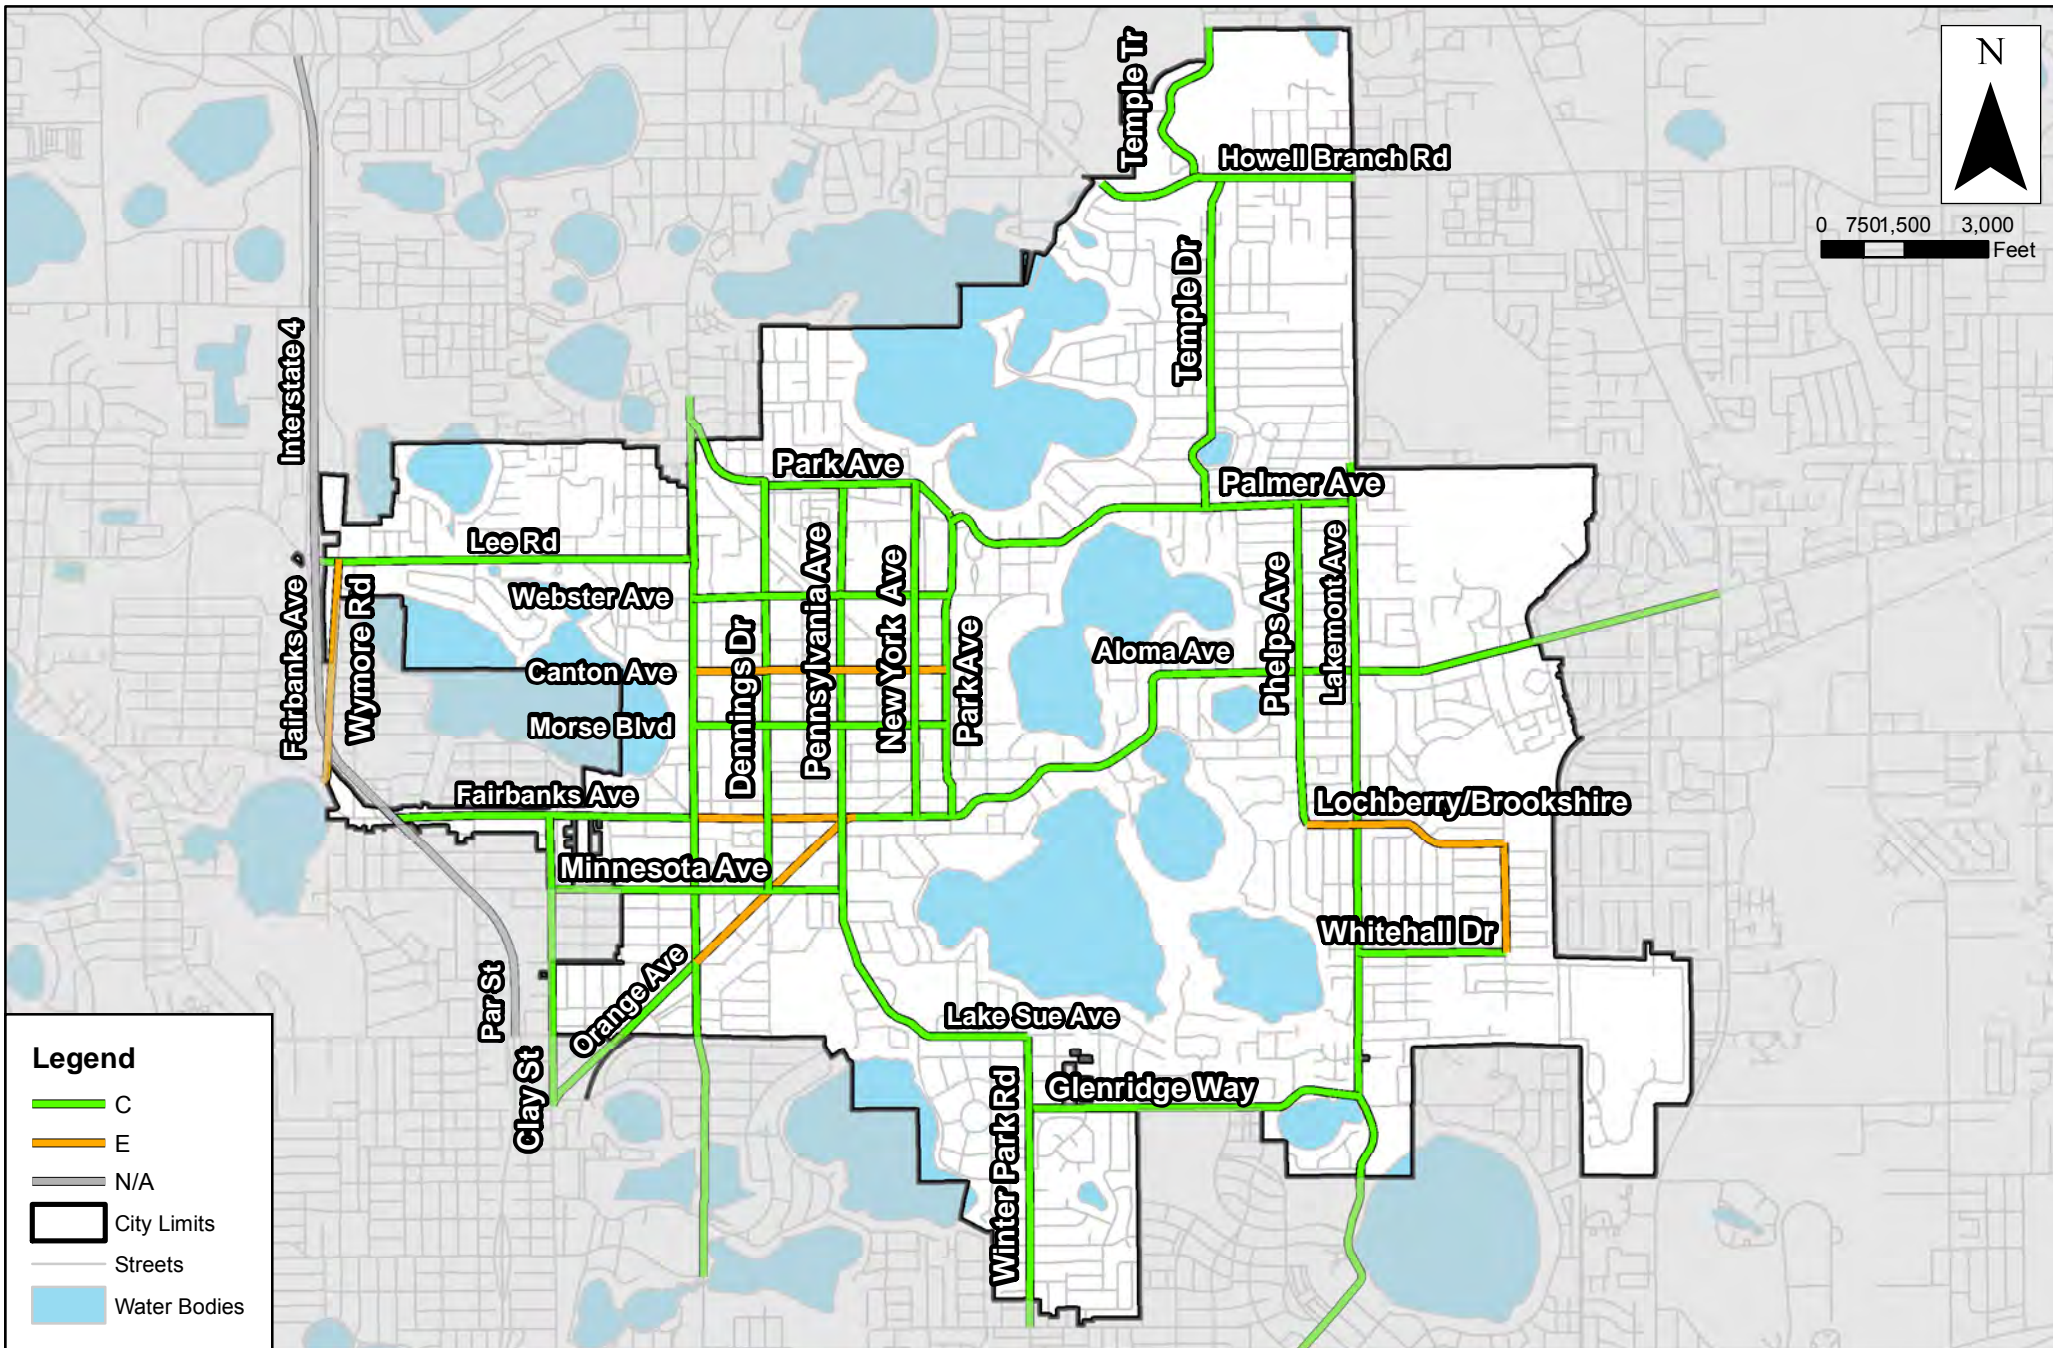 N
0 750 1,500 3,000
Feet
Temple Tr
Howell Branch Rd
Temple Dr
Interstate 4
Park Ave
Palmer Ave
Lee Rd
Webster Ave
Fairbanks Ave
Wymore Rd
Canton Ave
Morse Blvd
Dennings Dr
Pennsylvania Ave
New York Ave
Park Ave
Aloma Ave
Phelps Ave
Lakemont Ave
Fairbanks Ave
Lochberry/Brookshire
Minnesota Ave
Whitehall Dr
Orange Ave
Par St
Clay St
Lake Sue Ave
Glenridge Way
Winter Park Rd
Legend
C
E
N/A
City Limits
Streets
Water Bodies